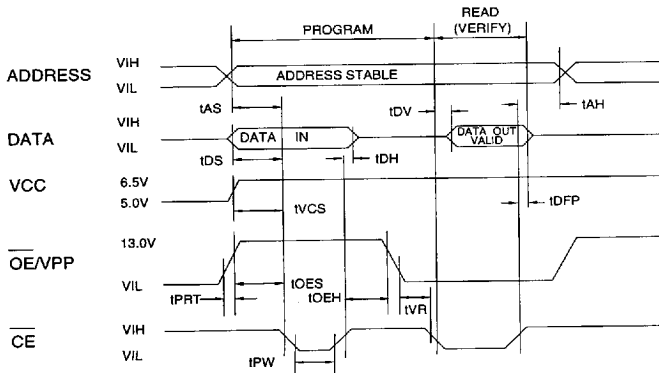 PROGRAM
READ
(VERIFY)
ADDRESS
VIH
VIL
ADDRESS STABLE
tAS
tDV
tAH
DATA
VIH
VIL
DATA IN
DATA OUT
VALID
tDS
tDH
VCC
6.5V
5.0V
tVCS
tDFP
OE/VPP
13.0V
VIL
tPRT
tOES
tOEH
tVR
CE
VIH
VIL
tPW